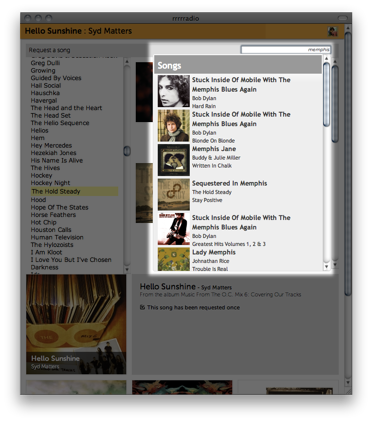 rrrrradio
Hello Sunshine : Syd Matters
Request a song
memphis
Greg Dulli
Growing
Guided By Voices
Hall Social
Hauschka
Havergal
The Head and the Heart
The Head Set
The Hello Sequence
Helios
Hem
Hey Mercedes
Hezekiah Jones
His Name Is Alive
The Hives
Hockey
Hockey Night
The Hold Steady
Hood
Hope Of The States
Horse Feathers
Hot Chip
Houston Calls
Human Television
The Hylozoists
I Am Kloot
I Love You But I've Chosen
Darkness
Songs
Stuck Inside Of Mobile With The
Memphis Blues Again
Bob Dylan
Hard Rain
Stuck Inside Of Mobile With The
Memphis Blues Again
Bob Dylan
Blonde On Blonde
Memphis Jane
Buddy & Julie Miller
Written In Chalk
Sequestered In Memphis
The Hold Steady
Stay Positive
Stuck Inside Of Mobile With The
Memphis Blues Again
Bob Dylan
Greatest Hits Volumes 1, 2 & 3
Lady Memphis
Johnathan Rice
Trouble Is Real
Hello Sunshine
Syd Matters
Hello Sunshine - Syd Matters
From the album Music From The O.C. Mix 6: Covering Our Tracks
This song has been requested once